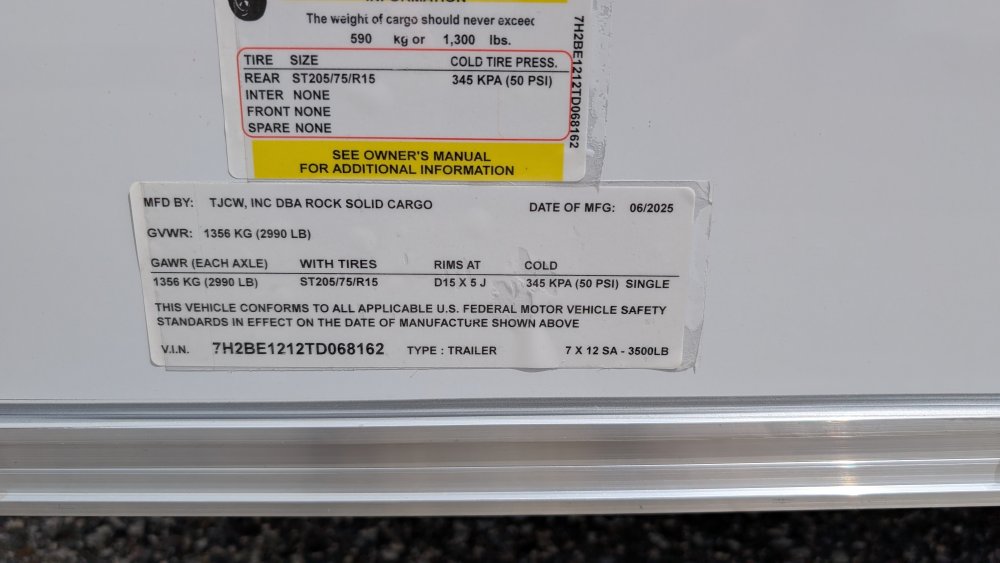 The weight of cargo should never exceed
590 kg or 1,300 lbs.
TIRE SIZE COLD TIRE PRESS.
REAR ST205/75/R15 345 KPA (50 PSI)
INTER NONE
FRONT NONE
SPARE NONE
7H2BE1212TD068162
SEE OWNER'S MANUAL
FOR ADDITIONAL INFORMATION
MFD BY: TJCW, INC DBA ROCK SOLID CARGO DATE OF MFG: 06/2025
GVWR: 1356 KG (2990 LB)
GAWR (EACH AXLE) WITH TIRES RIMS AT COLD
1356 KG (2990 LB) ST205/75/R15 D15 X 5 J 345 KPA (50 PSI) SINGLE
THIS VEHICLE CONFORMS TO ALL APPLICABLE U.S. FEDERAL MOTOR VEHICLE SAFETY
STANDARDS IN EFFECT ON THE DATE OF MANUFACTURE SHOWN ABOVE
V.I.N. 7H2BE1212TD068162 TYPE : TRAILER 7 X 12 SA - 3500LB